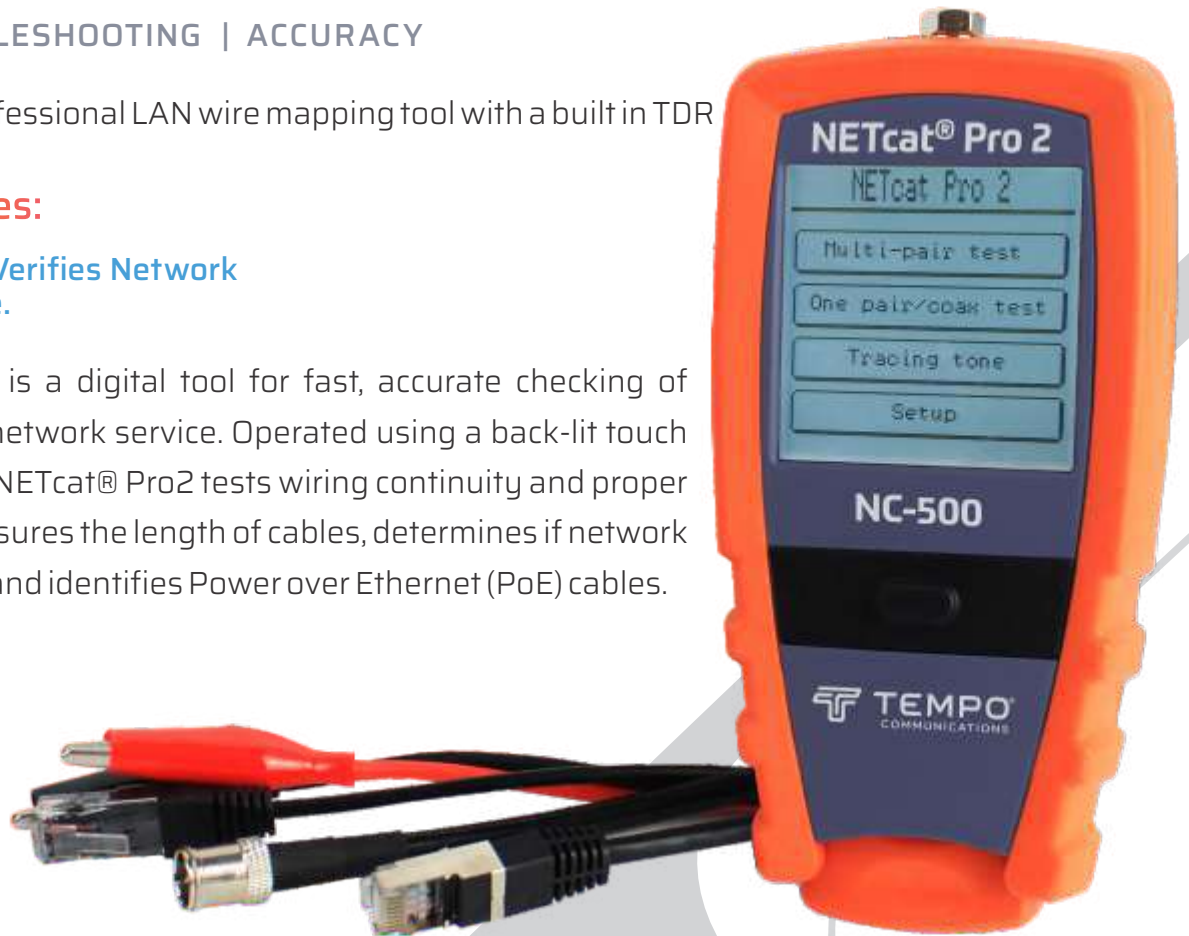 LESHOOTING | ACCURACY
ofessional LAN wire mapping tool with a built in TDR
es:
Verifies Network
e.
is a digital tool for fast, accurate checking of
network service. Operated using a back-lit touch
NETcat® Pro2 tests wiring continuity and proper
sures the length of cables, determines if network
and identifies Power over Ethernet (PoE) cables.
NETcat® Pro 2
NETcat Pro 2
Multi-pair test
One pair/coax test
Tracing tone
Setup
NC-500
TEMPO®
COMMUNICATIONS